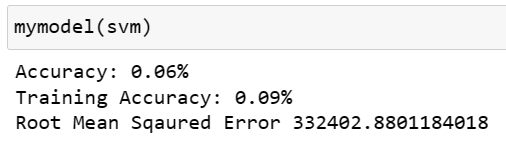 mymodel(svm)
Accuracy: 0.06%
Training Accuracy: 0.09%
Root Mean Sqaured Error 332402.8801184018